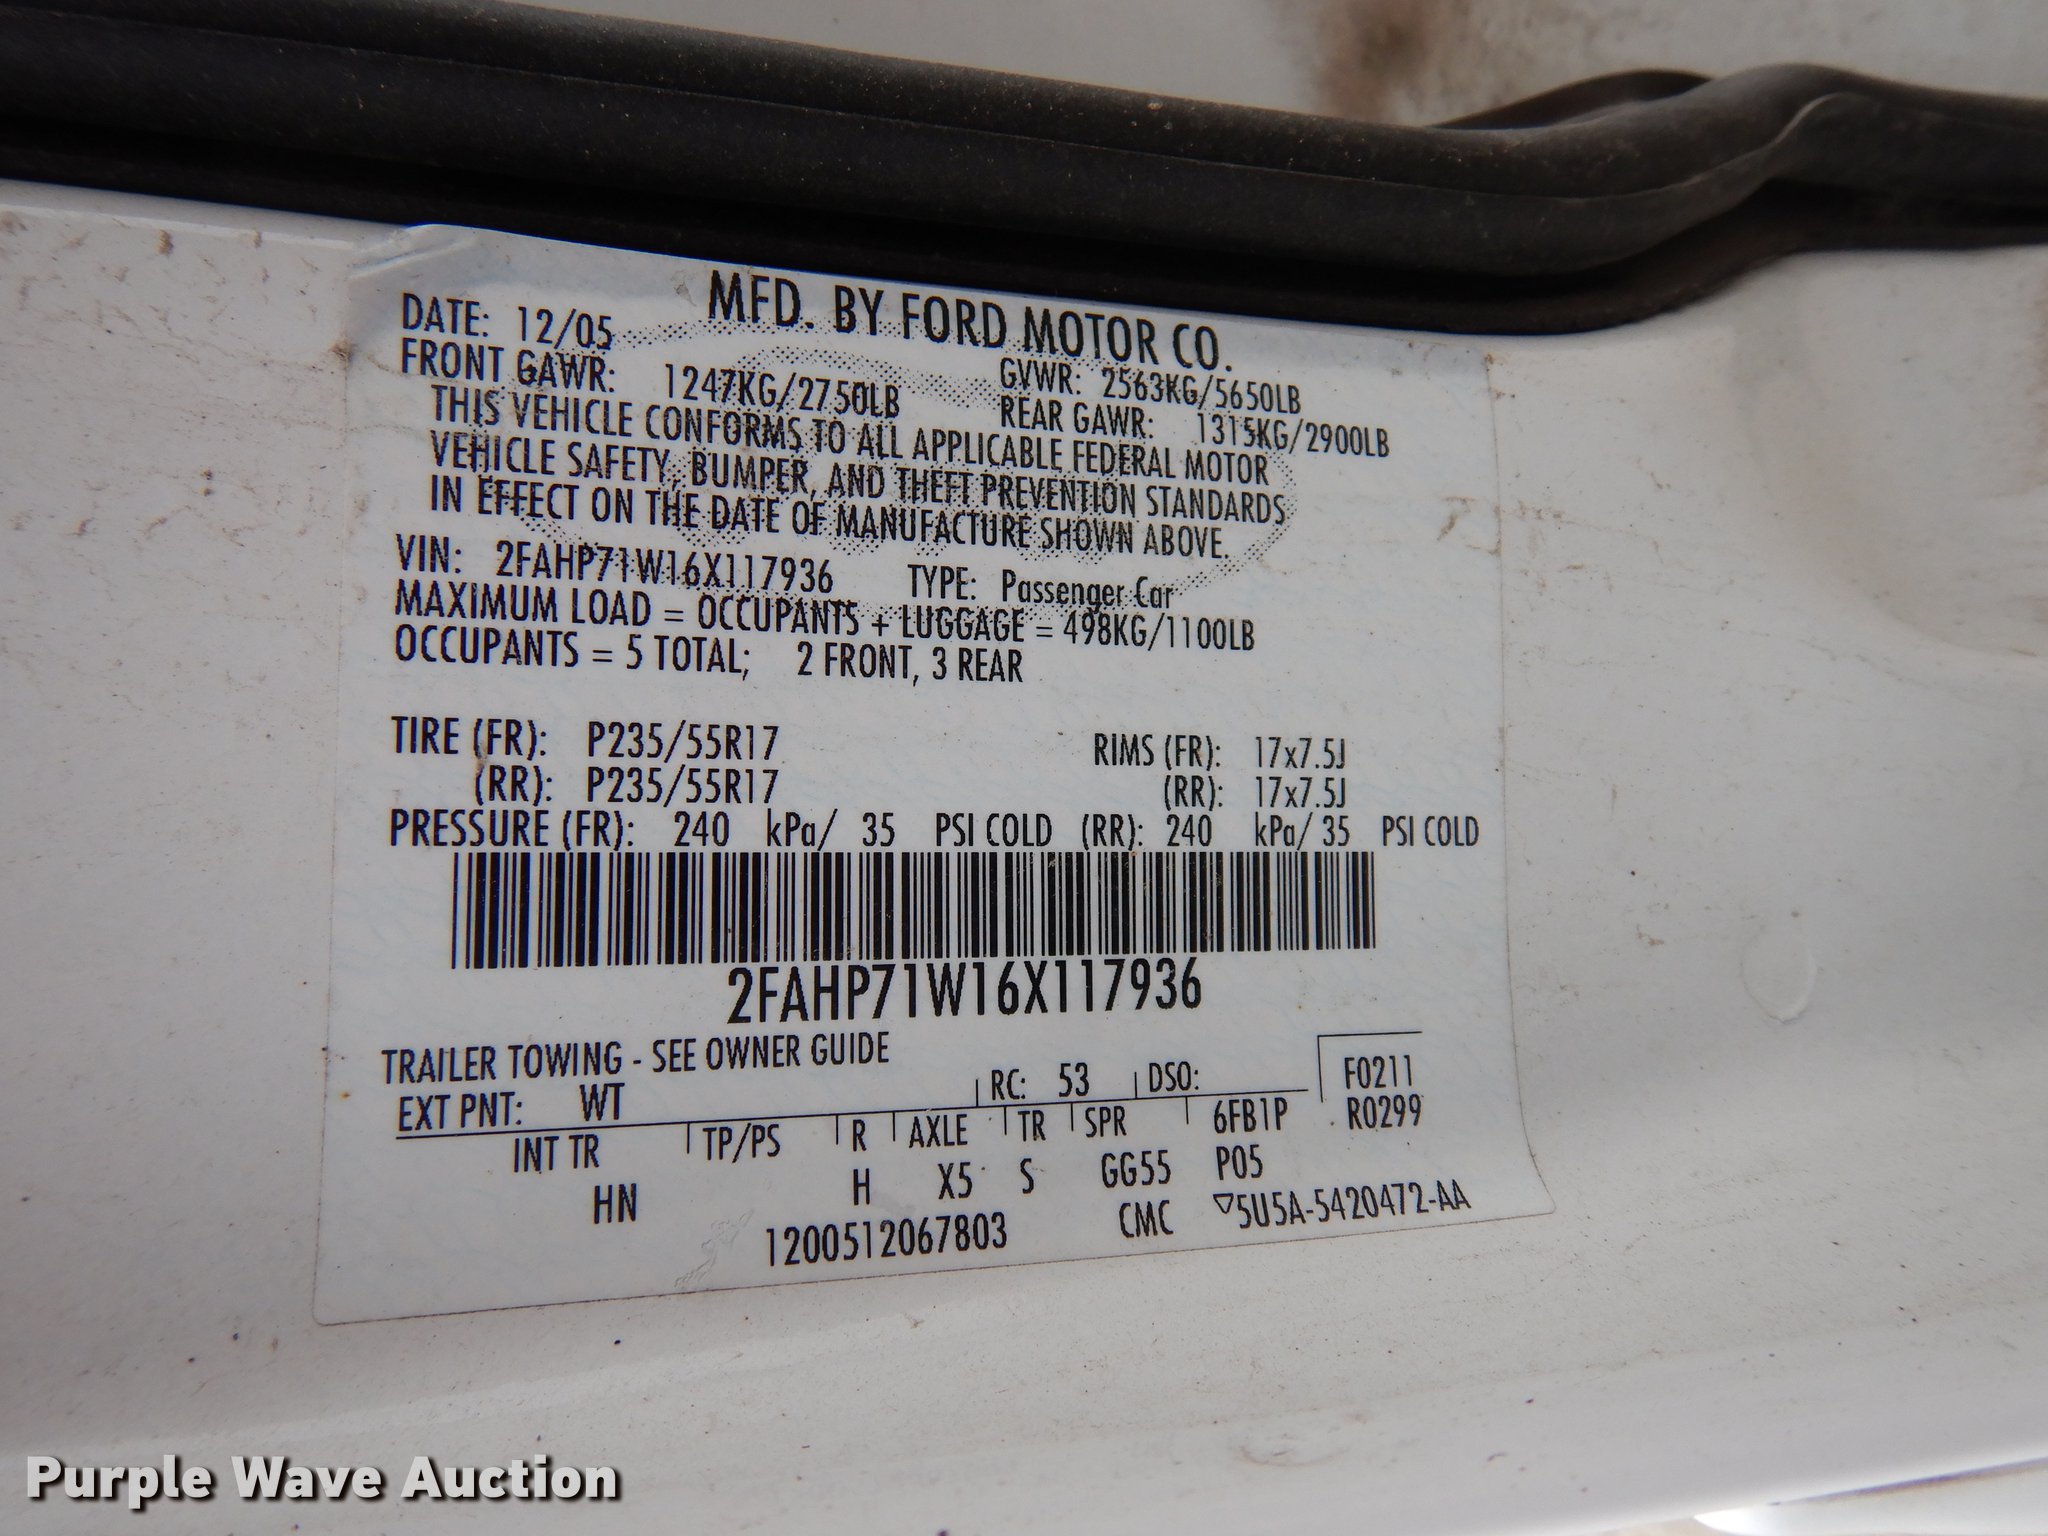 MFD. BY FORD MOTOR CO.
DATE: 12/05 GVWR: 2563KG/5650LB
FRONT GAWR: 1247KG/2750LB REAR GAWR: 1315KG/2900LB
THIS VEHICLE CONFORMS TO ALL APPLICABLE FEDERAL MOTOR
VEHICLE SAFETY, BUMPER, AND THEFT PREVENTION STANDARDS
IN EFFECT ON THE DATE OF MANUFACTURE SHOWN ABOVE.
VIN: 2FAHP71W16X117936 TYPE: Passenger Car
MAXIMUM LOAD = OCCUPANTS + LUGGAGE = 498KG/1100LB
OCCUPANTS = 5 TOTAL; 2 FRONT, 3 REAR
TIRE (FR): P235/55R17 RIMS (FR): 17x7.5J
(RR): P235/55R17 (RR): 17x7.5J
PRESSURE (FR): 240 kPa/ 35 PSI COLD (RR): 240 kPa/ 35 PSI COLD
2FAHP71W16X117936
TRAILER TOWING - SEE OWNER GUIDE
EXT PNT: WT RC: 53 DSO: F0211
INT TR TP/PS R AXLE TR SPR 6FB1P R0299
HN H X5 S GG55 P05
1200512067803 CMC ▽5U5A-5420472-AA
Purple Wave Auction